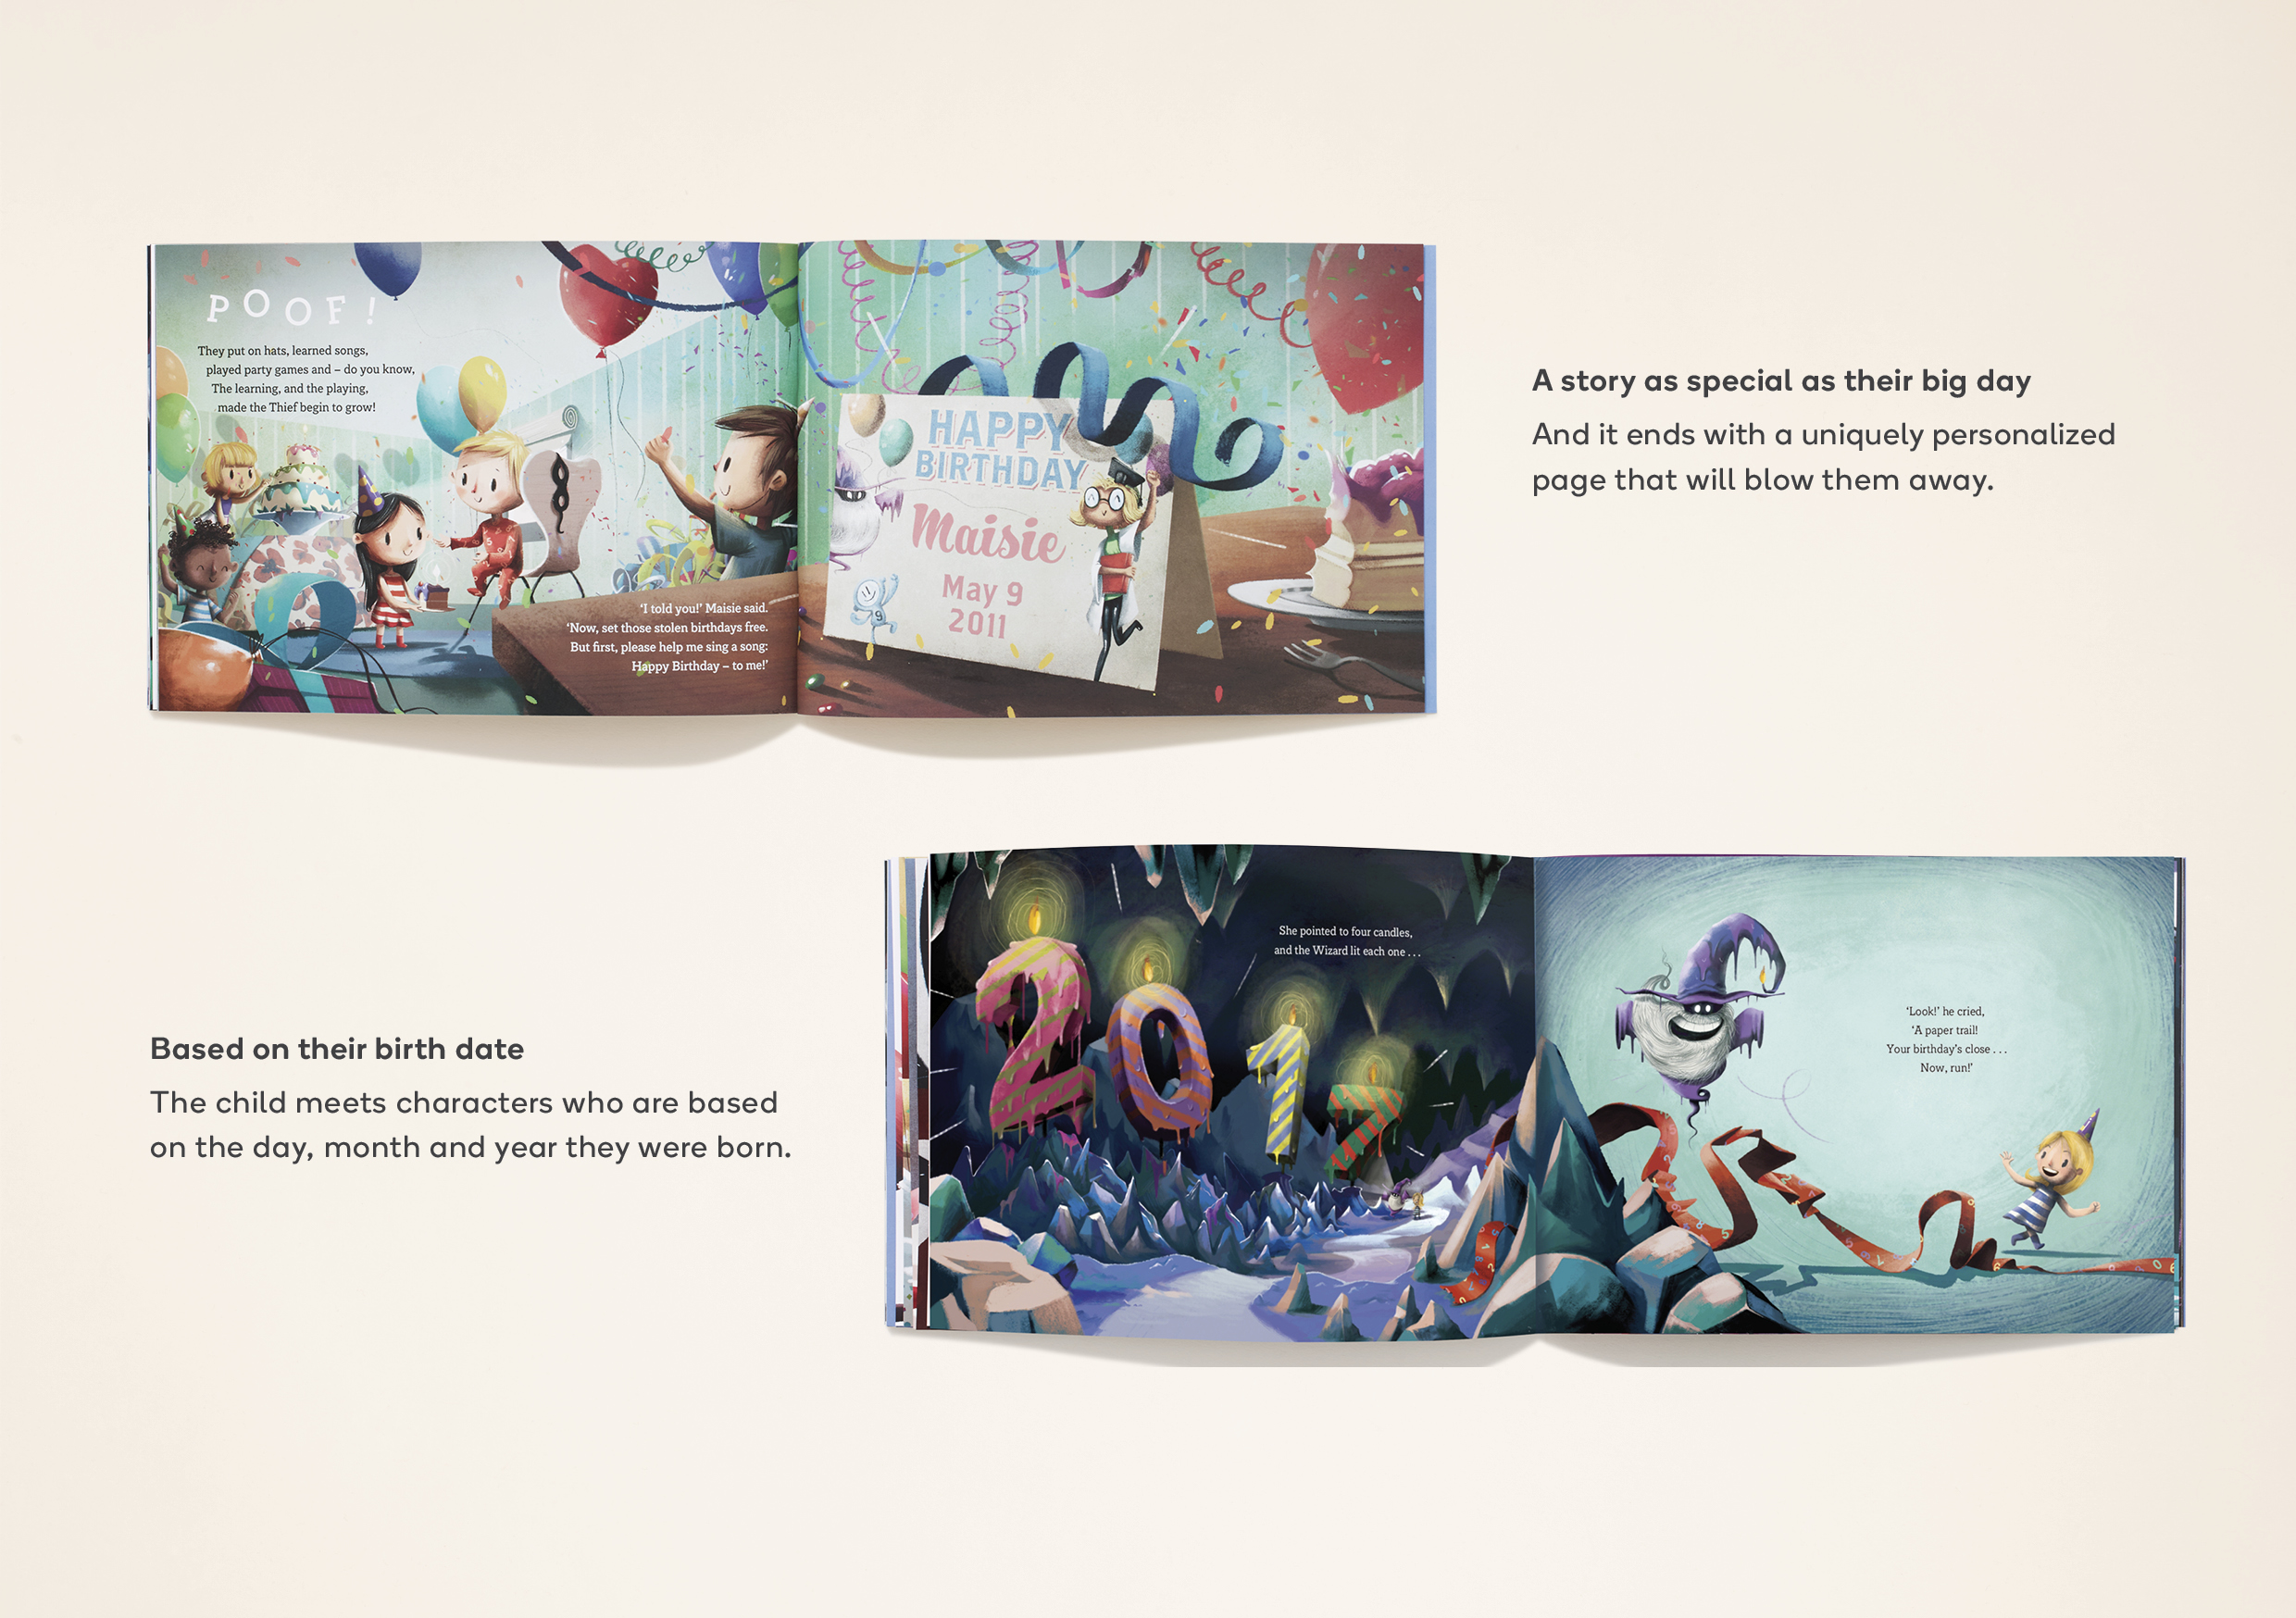 POOF!
They put on hats, learned songs,
played party games and – do you know,
The learning, and the playing,
made the Thief begin to grow!
‘I told you!’ Maisie said.
‘Now, set those stolen birthdays free.
But first, please help me sing a song:
Happy Birthday – to me!’
HAPPY
BIRTHDAY
Maisie
May 9
2011
9
A story as special as their big day
And it ends with a uniquely personalized
page that will blow them away.
Based on their birth date
The child meets characters who are based
on the day, month and year they were born.
2017
She pointed to four candles,
and the Wizard lit each one . . .
‘Look!’ he cried,
‘A paper trail!
Your birthday’s close . . .
Now, run!’